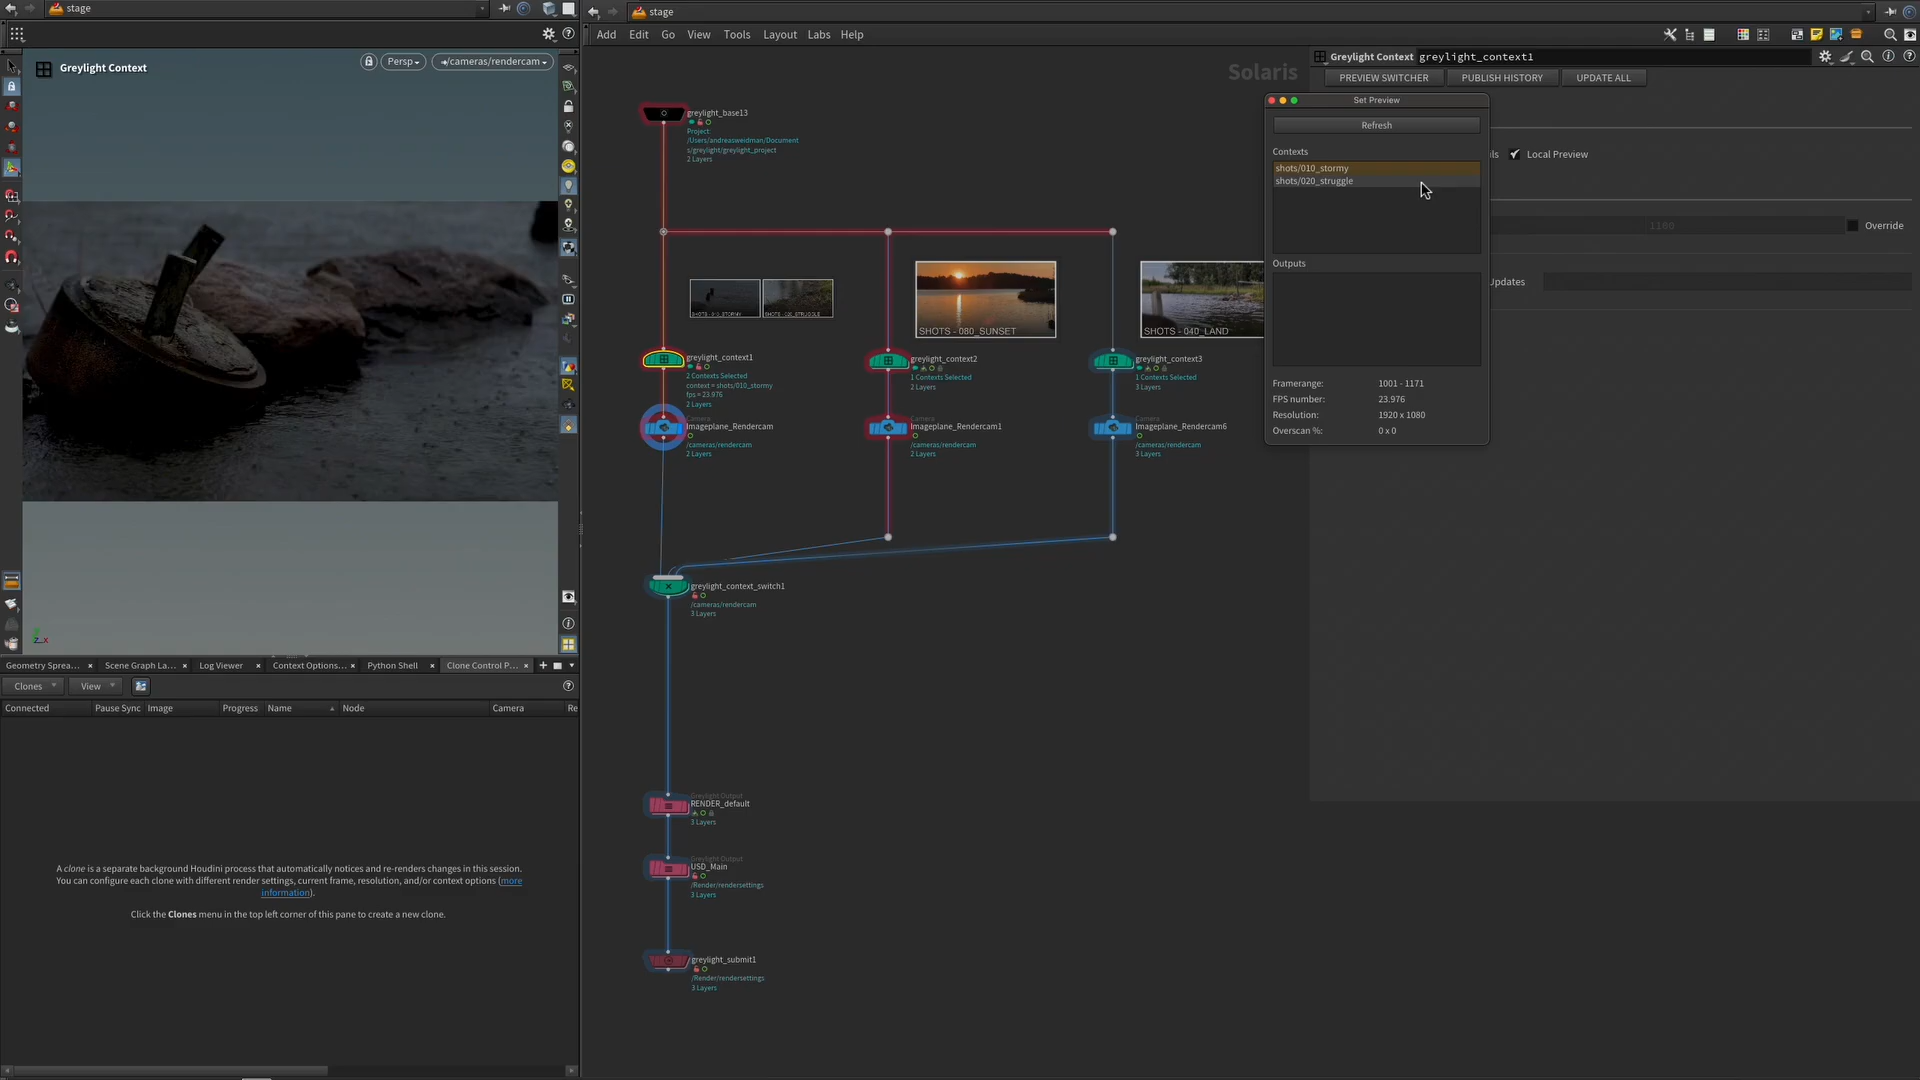 stage
Greylight Context
Persp
/cameras/rendercam
Geometry Sprea...
Scene Graph La...
Log Viewer
Context Options...
Python Shell
Clone Control P...
Clones
View
Connected
Pause Sync
Image
Progress
Name
Node
Camera
Re
A clone is a separate background Houdini process that automatically notices and re-renders changes in this session.
You can configure each clone with different render settings, current frame, resolution, and/or context options (more
information).
Click the Clones menu in the top left corner of this pane to create a new clone.
stage
Add Edit Go View Tools Layout Labs Help
Solaris
greylight_base13
Project:
/Users/andreasweidman/Document
s/greylight/greylight_project
2 Layers
SHOTS - 080_SUNSET
SHOTS - 040_LAND
greylight_context1
2 Contexts Selected
context = shots/010_stormy
fps = 23.976
2 Layers
greylight_context2
1 Contexts Selected
2 Layers
greylight_context3
1 Contexts Selected
3 Layers
Camera
Imageplane_Rendercam
/cameras/rendercam
2 Layers
Camera
Imageplane_Rendercam1
/cameras/rendercam
2 Layers
Camera
Imageplane_Rendercam6
/cameras/rendercam
3 Layers
greylight_context_switch1
/cameras/rendercam
3 Layers
Greylight Output
RENDER_default
3 Layers
Greylight Output
USD_Main
/Render/rendersettings
3 Layers
greylight_submit1
/Render/rendersettings
3 Layers
Greylight Context greylight_context1
PREVIEW SWITCHER
PUBLISH HISTORY
UPDATE ALL
ils
Local Preview
1180
Override
Updates
Set Preview
Refresh
Contexts
shots/010_stormy
shots/020_struggle
Outputs
Framerange: 1001 - 1171
FPS number: 23.976
Resolution: 1920 x 1080
Overscan %: 0 x 0